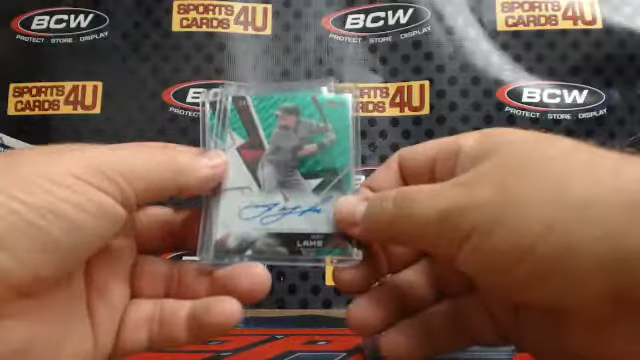 BCW
PROTECT . STORE . DISPLAY
SPORTS
CARDS 4U
BCW
PROTECT . STORE . DISPLAY
SPORTS
CARDS 4U
SPORTS
CARDS 4U
SPORTS
CARDS 4U
BCW
PROTECT . STORE . DISPLAY
LAMB